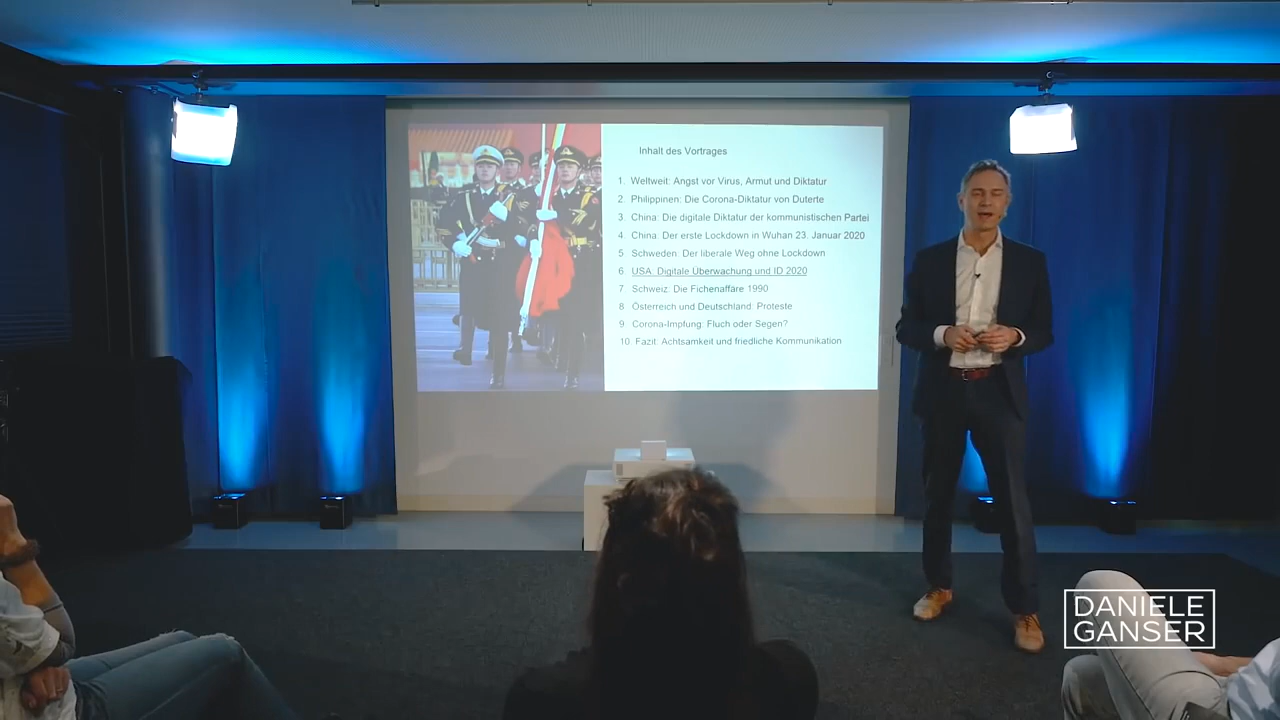 Inhalt des Vortrages
1. Weltweit: Angst vor Virus, Armut und Diktatur
2. Philippinen: Die Corona-Diktatur von Duterte
3. China: Die digitale Diktatur der kommunistischen Partei
4. China: Der erste Lockdown in Wuhan 23. Januar 2020
5 Schweden: Der liberale Weg ohne Lockdown
6 USA: Digitale Überwachung und ID 2020
7 Schweiz: Die Fichenaffäre 1990
8 Österreich und Deutschland: Proteste
9 Corona-Impfung: Fluch oder Segen?
10. Fazit: Achtsamkeit und friedliche Kommunikation
DANIELE
GANSER